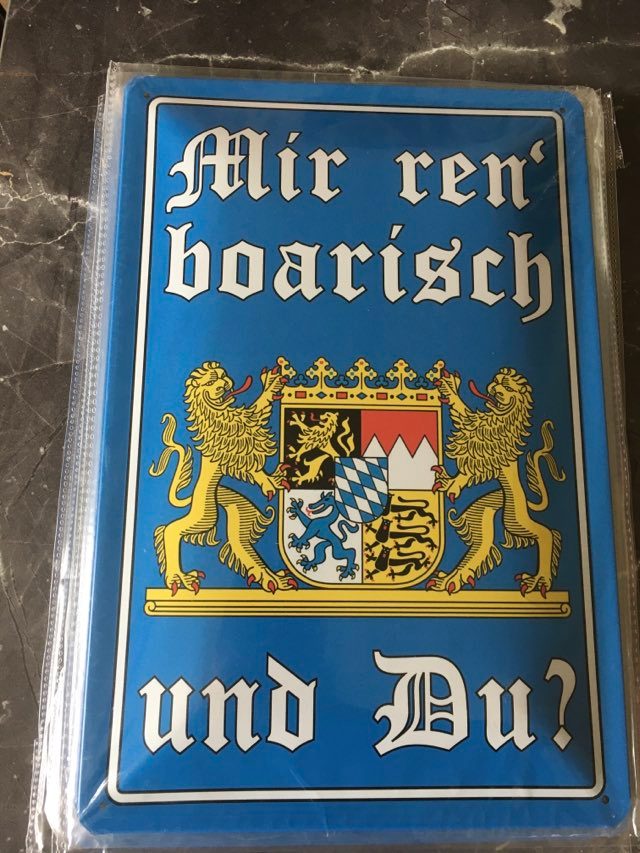 Mir ren‘
boarisch
und Du?